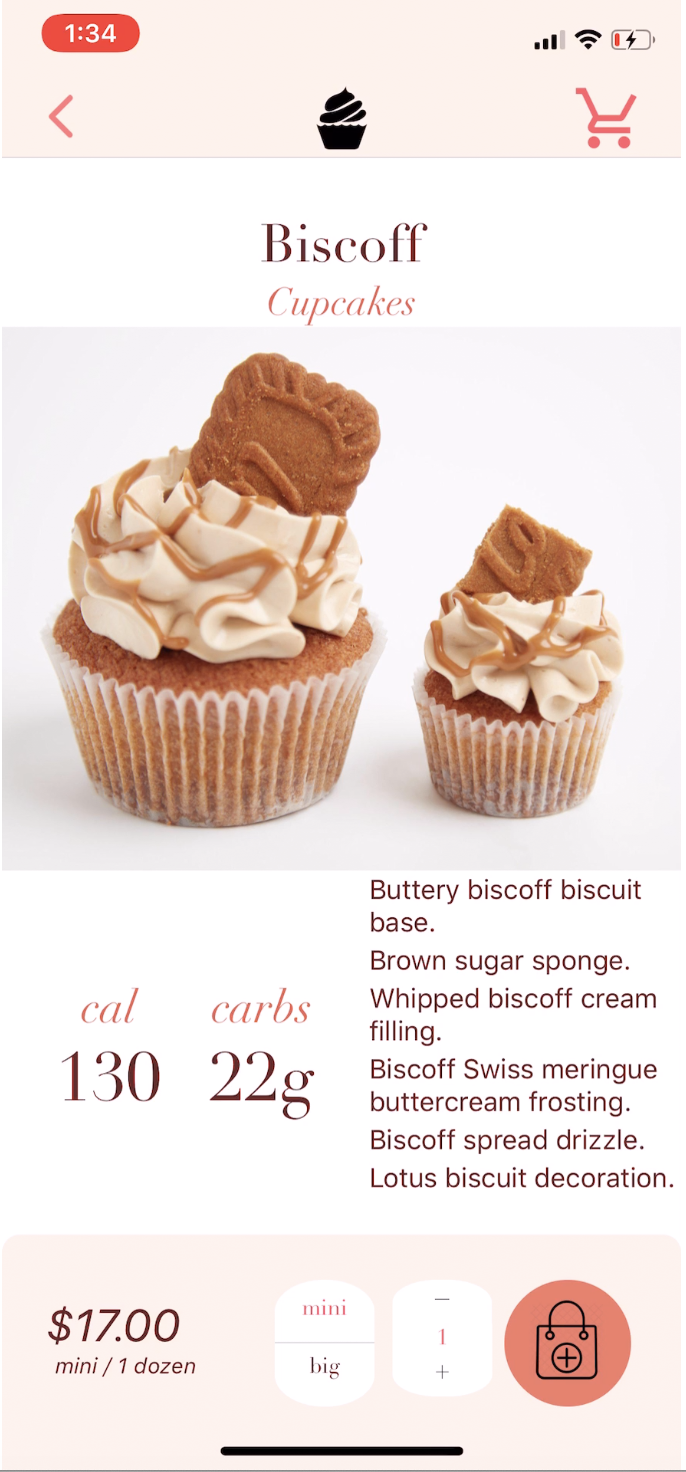 1:34
Biscoff
Cupcakes
Buttery biscoff biscuit
base.
Brown sugar sponge.
Whipped biscoff cream
filling.
Biscoff Swiss meringue
buttercream frosting.
Biscoff spread drizzle.
Lotus biscuit decoration.
cal carbs
130 22g
$17.00
mini / 1 dozen
mini
big
—
1
+